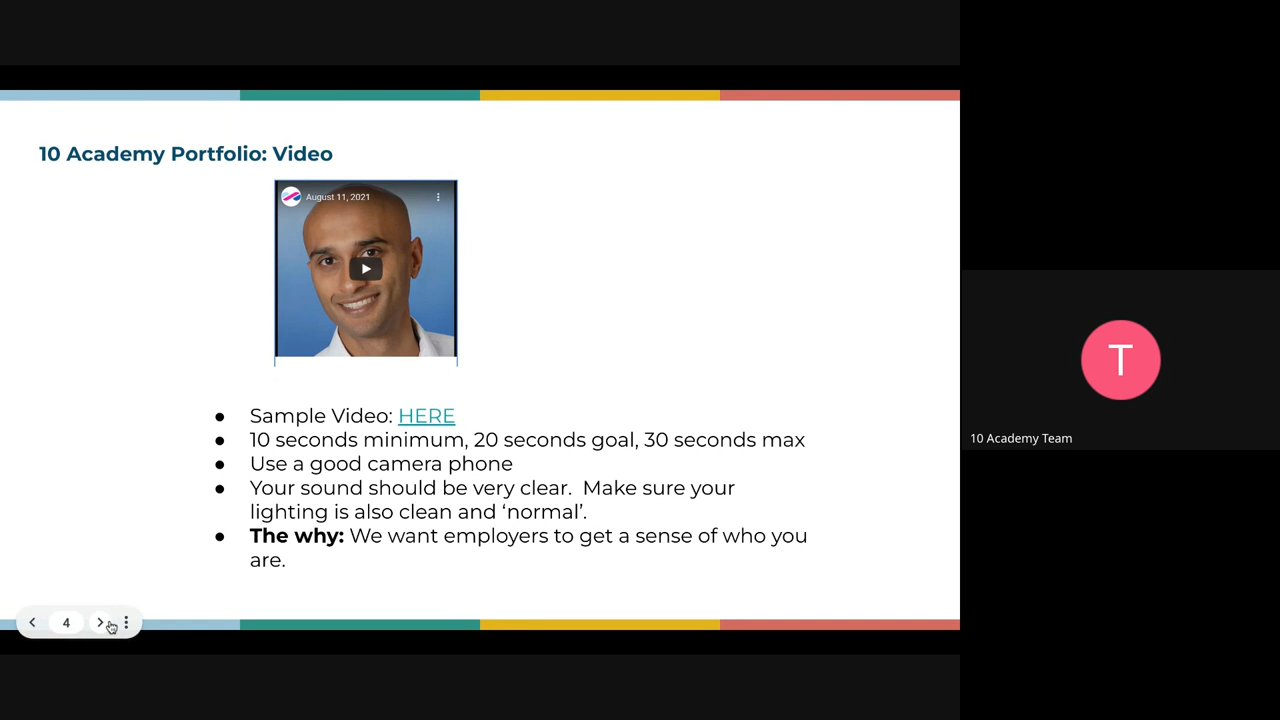 10 Academy Portfolio: Video
August 11, 2021
● Sample Video: HERE
● 10 seconds minimum, 20 seconds goal, 30 seconds max
● Use a good camera phone
● Your sound should be very clear.  Make sure your
lighting is also clean and ‘normal’.
● The why: We want employers to get a sense of who you
are.
4
T
10 Academy Team